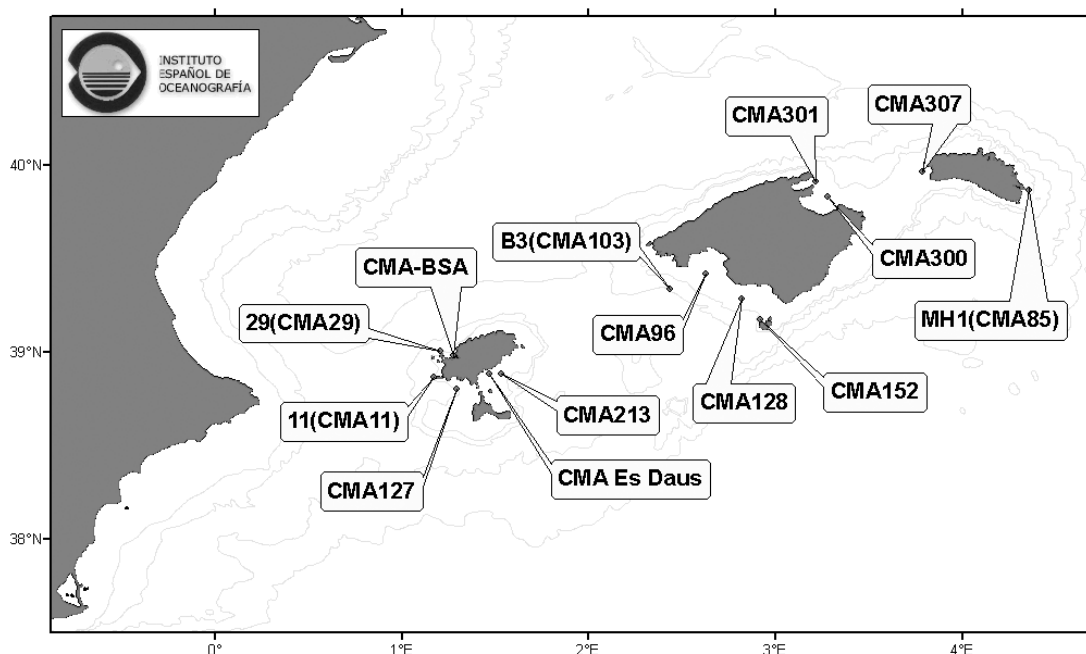 INSTITUTO
ESPAÑOL DE
OCEANOGRAFÍA
CMA301
CMA307
40°N
B3(CMA103)
CMA-BSA
CMA300
29(CMA29)
MH1(CMA85)
CMA96
39°N
CMA152
CMA128
11(CMA11)
CMA213
CMA127
CMA Es Daus
38°N
0°
1°E
2°E
3°E
4°E